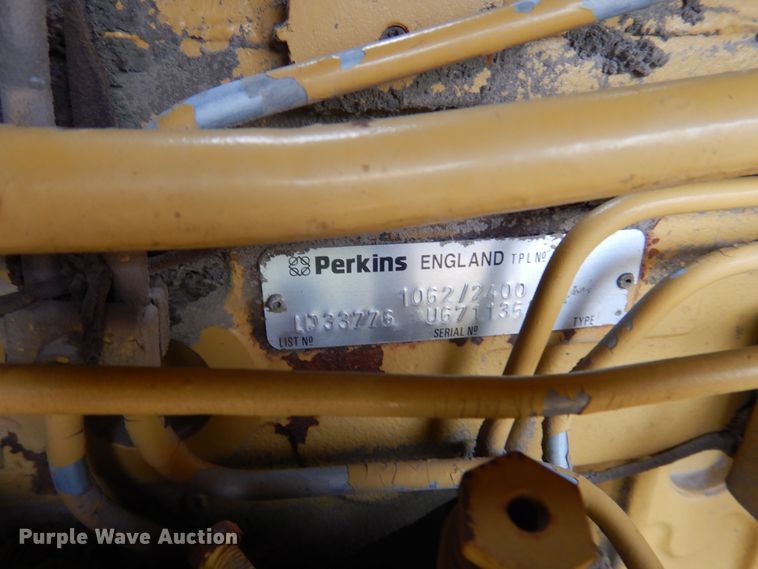 Perkins ENGLAND TPL Nº
1062/2400
LD33776 U671135
LIST Nº SERIAL Nº TYPE
Purple Wave Auction